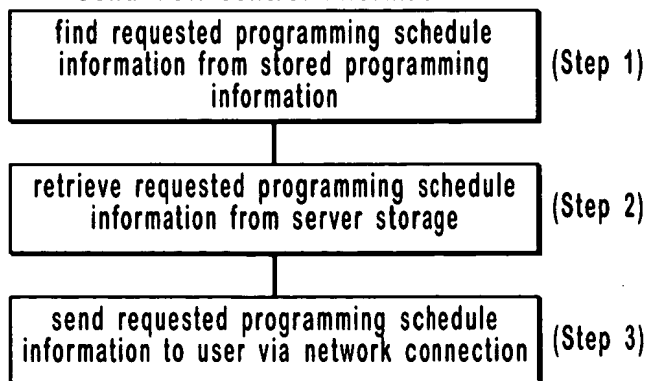 find requested programming schedule
information from stored programming
information
(Step 1)
retrieve requested programming schedule
information from server storage
(Step 2)
send requested programming schedule
information to user via network connection
(Step 3)